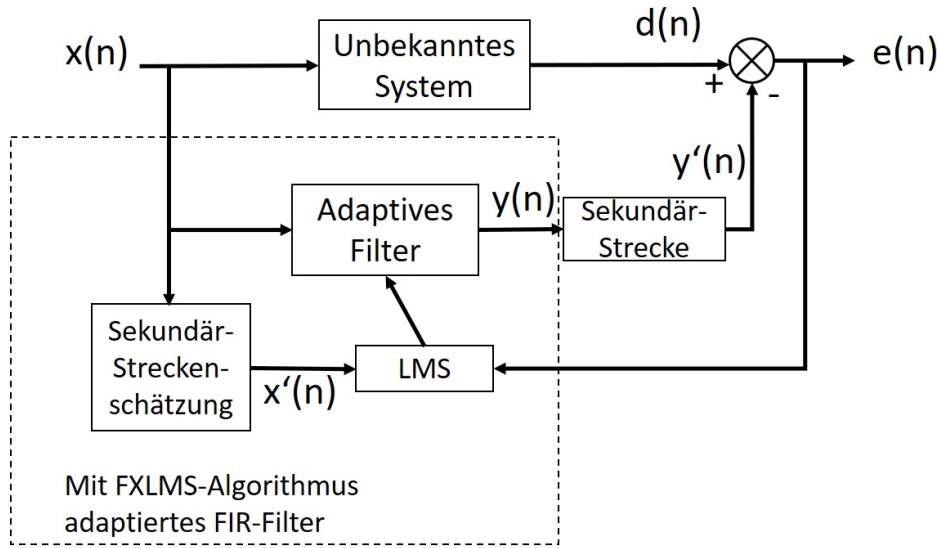 x(n)
Unbekanntes
System
d(n)
+
-
e(n)
y‘(n)
Adaptives
Filter
y(n)
Sekundär-
Strecke
Sekundär-
Strecken-
schätzung
x‘(n)
LMS
Mit FXLMS-Algorithmus
adaptiertes FIR-Filter